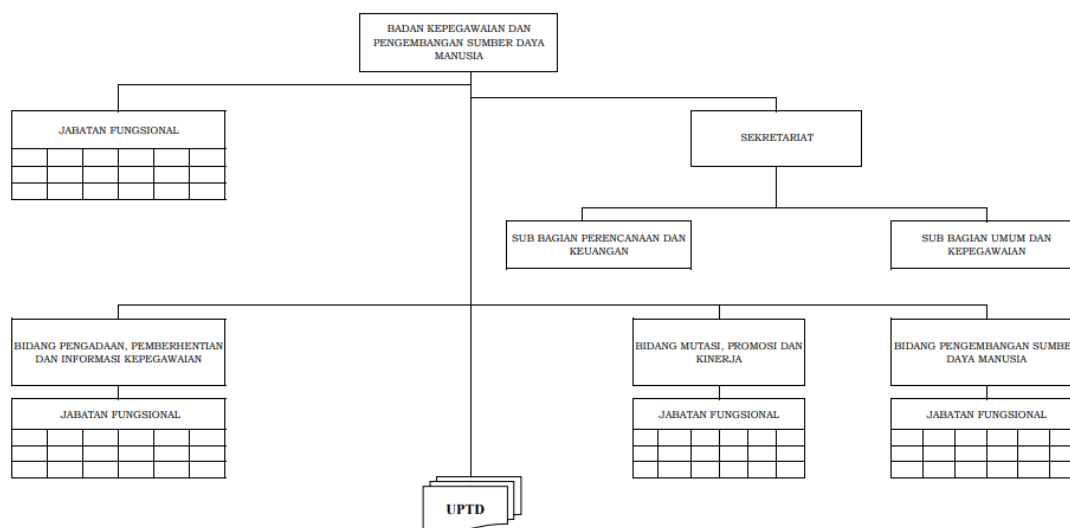 BADAN KEPEGAWAIAN DAN
PENGEMBANGAN SUMBER DAYA
MANUSIA
JABATAN FUNGSIONAL
SEKRETARIAT
SUB BAGIAN PERENCANAAN DAN
KEUANGAN
SUB BAGIAN UMUM DAN
KEPEGAWAIAN
BIDANG PENGADAAN, PEMBERHENTIAN
DAN INFORMASI KEPEGAWAIAN
BIDANG MUTASI, PROMOSI DAN
KINERJA
BIDANG PENGEMBANGAN SUMBER
DAYA MANUSIA
JABATAN FUNGSIONAL
JABATAN FUNGSIONAL
JABATAN FUNGSIONAL
UPTD